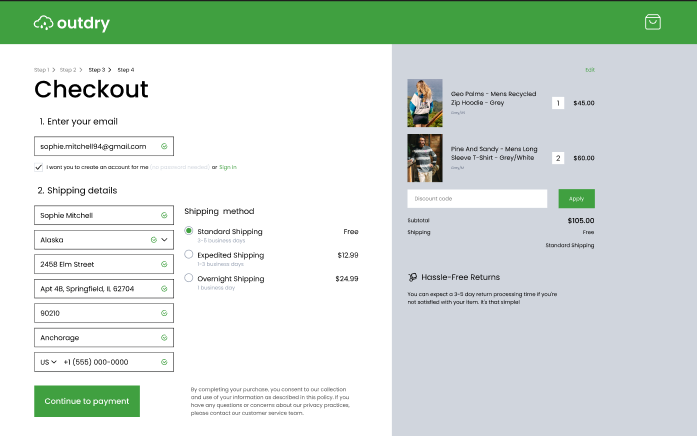 outdry
Step 1 > Step 2 > Step 3 > Step 4
Checkout
1. Enter your email
sophie.mitchell94@gmail.com
I want you to create an account for me (no password needed) or Sign in
2. Shipping details
Sophie Mitchell
Alaska
2458 Elm Street
Apt 4B, Springfield, IL 62704
90210
Anchorage
US +1 (555) 000-0000
Continue to payment
Shipping method
Standard Shipping Free
3-5 business days
Expedited Shipping $12.99
1-3 business days
Overnight Shipping $24.99
1 business day
By completing your purchase, you consent to our collection
and use of your information as described in this policy. If you
have any questions or concerns about our privacy practices,
please contact our customer service team.
Edit
Geo Palms - Mens Recycled
Zip Hoodie - Grey
1 $45.00
Pine And Sandy - Mens Long
Sleeve T-Shirt - Grey/White
2 $60.00
Discount code Apply
Subtotal $105.00
Shipping Free
Standard Shipping
Hassle-Free Returns
You can expect a 3-5 day return processing time if you're
not satisfied with your item. It's that simple!